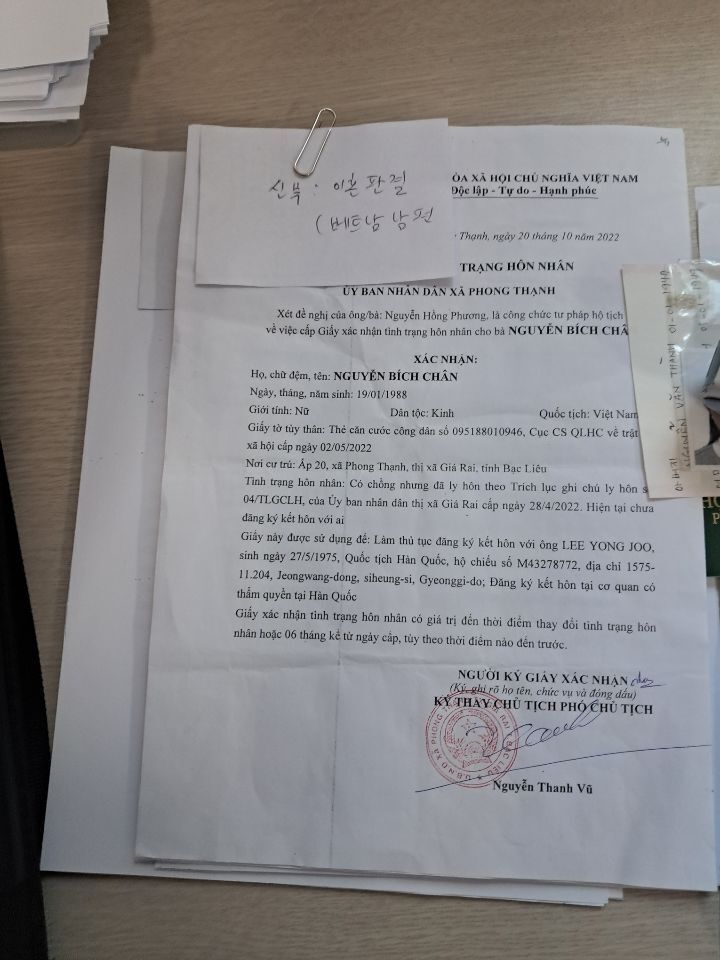 신부 : 이혼 판결
(베트남 남편
ÒA XÃ HỘI CHỦ NGHĨA VIỆT NAM
Độc lập - Tự do - Hạnh phúc
Thạnh, ngày 20 tháng 10 năm 2022
TRẠNG HÔN NHÂN
ỦY BAN NHÂN DÂN XÃ PHONG THẠNH
Xét đề nghị của ông/bà: Nguyễn Hồng Phương, là công chức tư pháp hộ tịch
về việc cấp Giấy xác nhận tình trạng hôn nhân cho bà NGUYỄN BÍCH CHÂN
XÁC NHẬN:
Họ, chữ đệm, tên: NGUYỄN BÍCH CHÂN
Ngày, tháng, năm sinh: 19/01/1988
Giới tính: Nữ Dân tộc: Kinh Quốc tịch: Việt Nam
Giấy tờ tùy thân: Thẻ căn cước công dân số 095188010946, Cục CS QLHC về trật
xã hội cấp ngày 02/05/2022
Nơi cư trú: Ấp 20, xã Phong Thạnh, thị xã Giá Rai, tỉnh Bạc Liêu
Tình trạng hôn nhân: Có chồng nhưng đã ly hôn theo Trích lục ghi chú ly hôn s
04/TLGCLH, của Ủy ban nhân dân thị xã Giá Rai cấp ngày 28/4/2022. Hiện tại chưa
đăng ký kết hôn với ai
Giấy này được sử dụng để: Làm thủ tục đăng ký kết hôn với ông LEE YONG JOO,
sinh ngày 27/5/1975, Quốc tịch Hàn Quốc, hộ chiếu số M43278772, địa chỉ 1575-
11.204, Jeongwang-dong, siheung-si, Gyeonggi-do; Đăng ký kết hôn tại cơ quan có
thẩm quyền tại Hàn Quốc
Giấy xác nhận tình trạng hôn nhân có giá trị đến thời điểm thay đổi tình trạng hôn
nhân hoặc 06 tháng kể từ ngày cấp, tùy theo thời điểm nào đến trước.
NGƯỜI KÝ GIẤY XÁC NHẬN
(Ký, ghi rõ họ tên, chức vụ và đóng dấu)
KÝ THAY CHỦ TỊCH PHÓ CHỦ TỊCH
Nguyễn Thanh Vũ
NGUYỄN VĂN THÀNH 01-01-1940